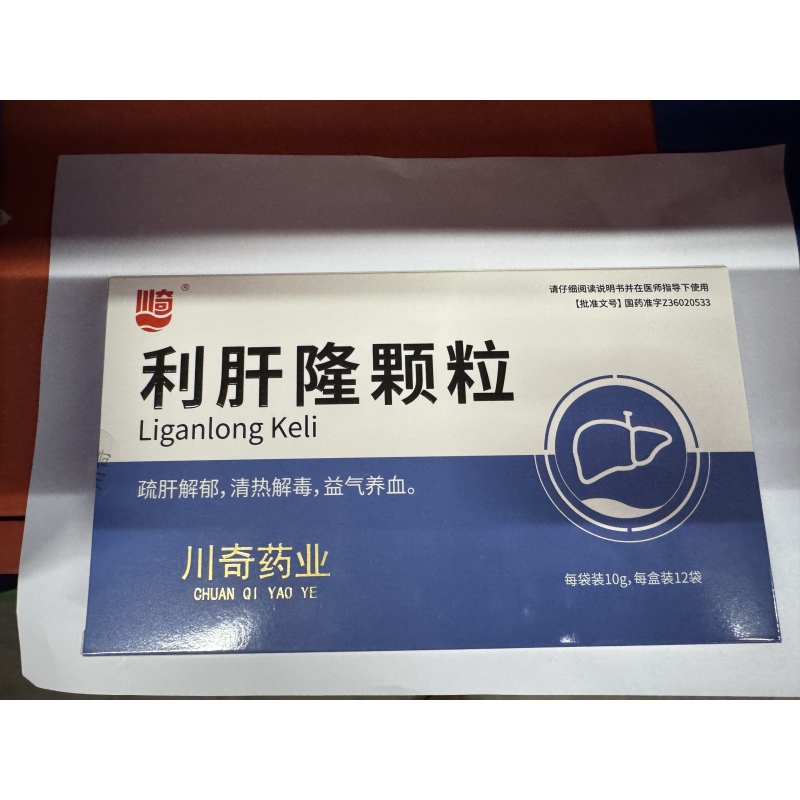 川奇®
请仔细阅读说明书并在医师指导下使用
【批准文号】国药准字Z36020533
利肝隆颗粒
Liganlong Keli
疏肝解郁，清热解毒，益气养血。
川奇药业
CHUAN QI YAO YE
每袋装10g，每盒装12袋